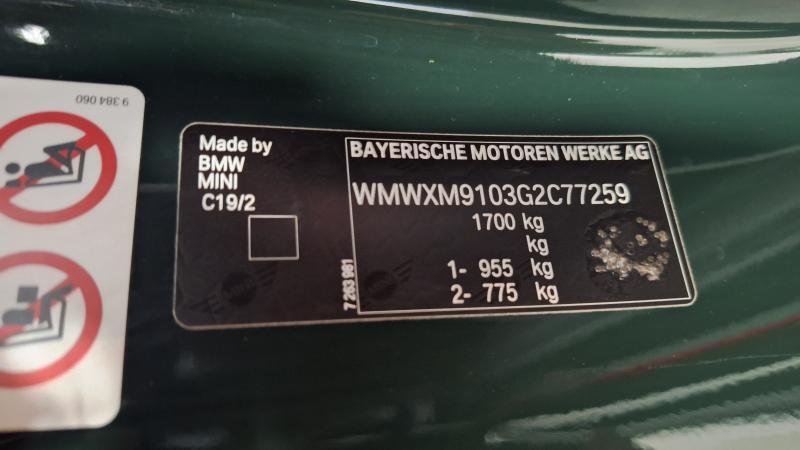 9 384 060
Made by
BMW
MINI
C19/2
BAYERISCHE MOTOREN WERKE AG
WMWXM9103G2C77259
1700 kg
kg
1- 955 kg
2- 775 kg
7 263 981